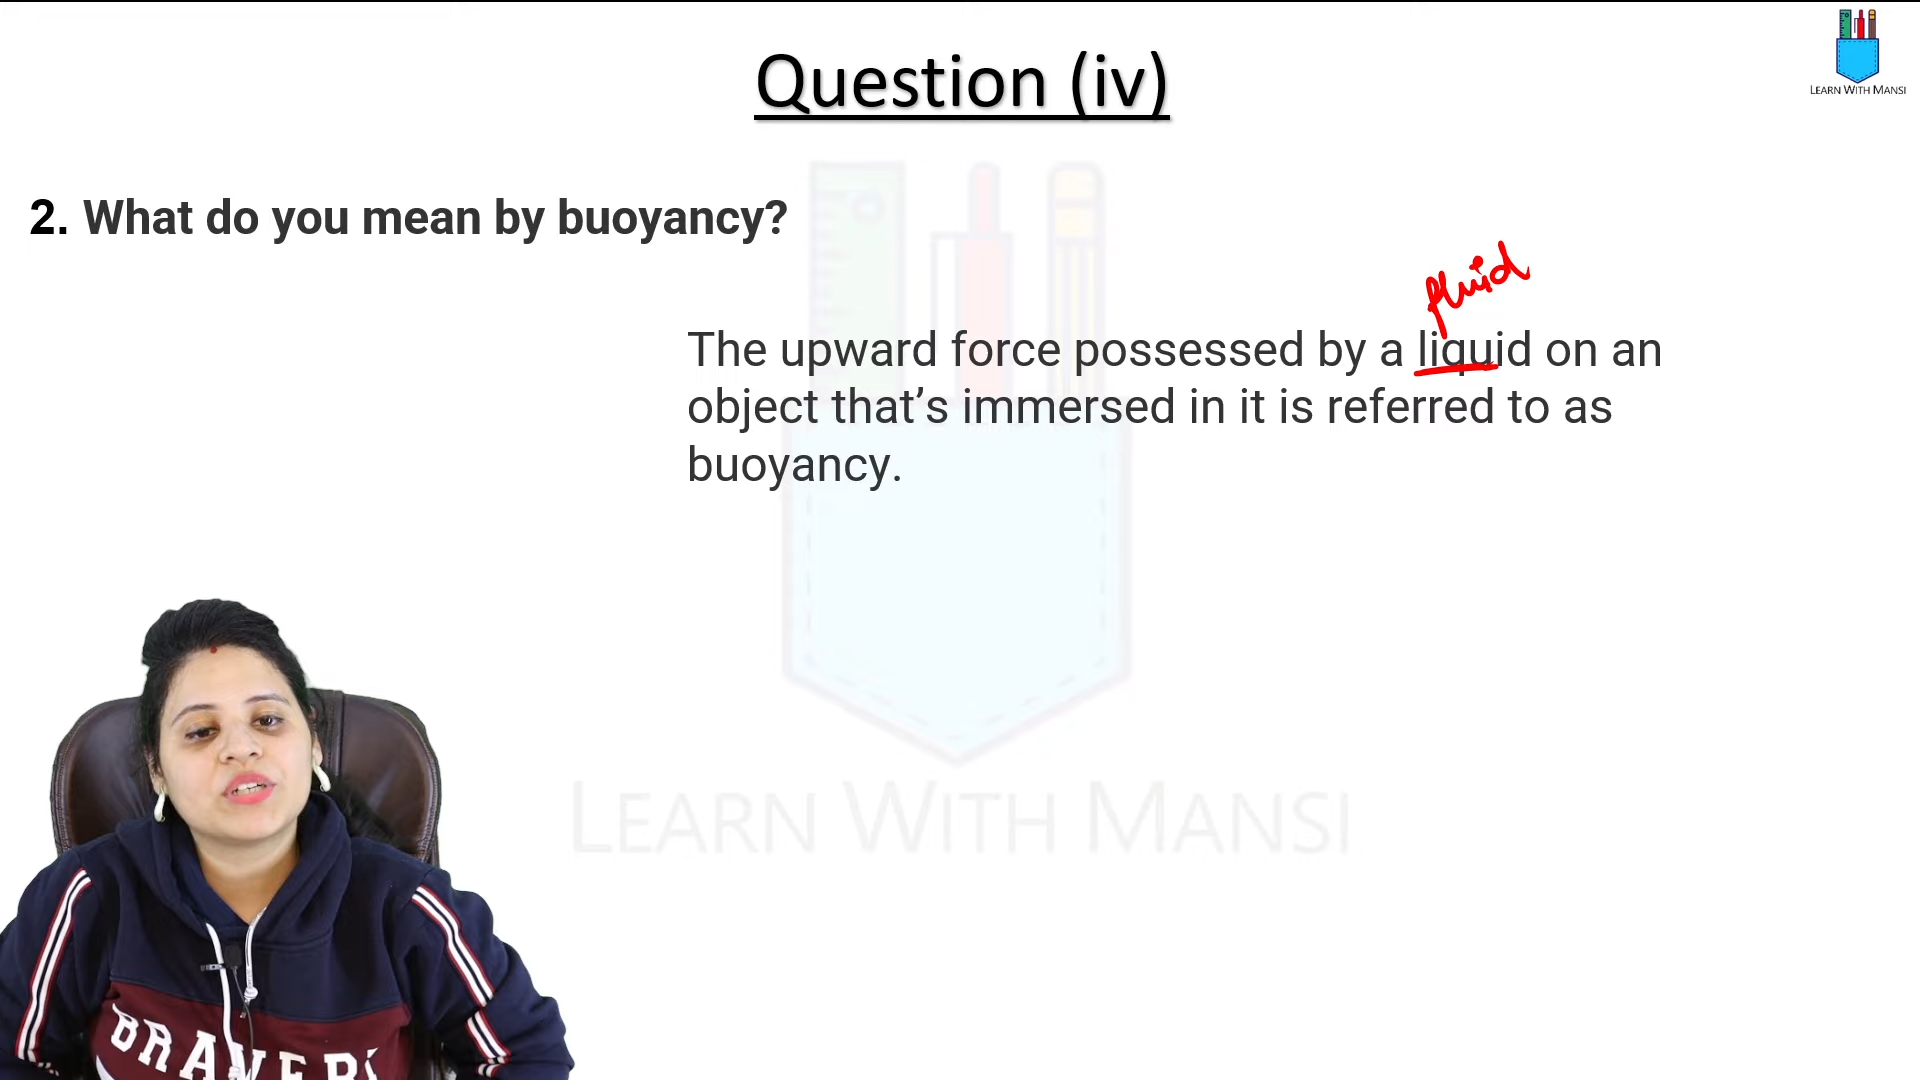 Question (iv)
LEARN WITH MANSI
2. What do you mean by buoyancy?
fluid
The upward force possessed by a liquid on an
object that’s immersed in it is referred to as
buoyancy.
LEARN WITH MANSI